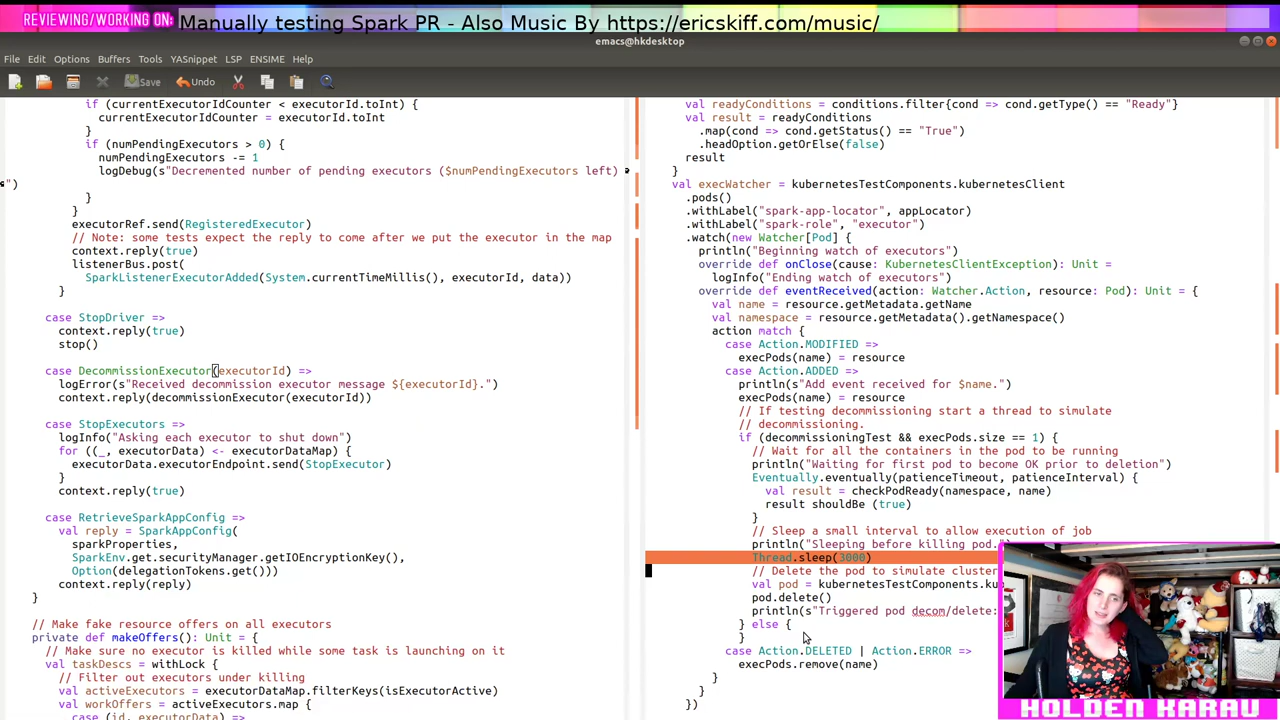 REVIEWING/WORKING ON:
Manually testing Spark PR - Also Music By https://ericskiff.com/music/
emacs@hkdesktop
File Edit Options Buffers Tools YASnippet LSP ENSIME Help
Save Undo
if (currentExecutorIdCounter < executorId.toInt) {
currentExecutorIdCounter = executorId.toInt
}
if (numPendingExecutors > 0) {
numPendingExecutors -= 1
logDebug(s"Decremented number of pending executors ($numPendingExecutors left)
")
}
}
executorRef.send(RegisteredExecutor)
// Note: some tests expect the reply to come after we put the executor in the map
context.reply(true)
listenerBus.post(
SparkListenerExecutorAdded(System.currentTimeMillis(), executorId, data))
}
case StopDriver =>
context.reply(true)
stop()
case DecommissionExecutor(executorId) =>
logError(s"Received decommission executor message ${executorId}.")
context.reply(decommissionExecutor(executorId))
case StopExecutors =>
logInfo("Asking each executor to shut down")
for ((_, executorData) <- executorDataMap) {
executorData.executorEndpoint.send(StopExecutor)
}
context.reply(true)
case RetrieveSparkAppConfig =>
val reply = SparkAppConfig(
sparkProperties,
SparkEnv.get.securityManager.getIOEncryptionKey(),
Option(delegationTokens.get()))
context.reply(reply)
}
// Make fake resource offers on all executors
private def makeOffers(): Unit = {
// Make sure no executor is killed while some task is launching on it
val taskDescs = withLock {
// Filter out executors under killing
val activeExecutors = executorDataMap.filterKeys(isExecutorActive)
val workOffers = activeExecutors.map {
case (id, executorData) =>
val readyConditions = conditions.filter{cond => cond.getType() == "Ready"}
val result = readyConditions
.map(cond => cond.getStatus() == "True")
.headOption.getOrElse(false)
result
}
val execWatcher = kubernetesTestComponents.kubernetesClient
.pods()
.withLabel("spark-app-locator", appLocator)
.withLabel("spark-role", "executor")
.watch(new Watcher[Pod] {
println("Beginning watch of executors")
override def onClose(cause: KubernetesClientException): Unit =
logInfo("Ending watch of executors")
override def eventReceived(action: Watcher.Action, resource: Pod): Unit = {
val name = resource.getMetadata.getName
val namespace = resource.getMetadata().getNamespace()
action match {
case Action.MODIFIED =>
execPods(name) = resource
case Action.ADDED =>
println(s"Add event received for $name.")
execPods(name) = resource
// If testing decommissioning start a thread to simulate
// decommissioning.
if (decommissioningTest && execPods.size == 1) {
// Wait for all the containers in the pod to be running
println("Waiting for first pod to become OK prior to deletion")
Eventually.eventually(patienceTimeout, patienceInterval) {
val result = checkPodReady(namespace, name)
result shouldBe (true)
}
// Sleep a small interval to allow execution of job
println("Sleeping before killing pod.")
Thread.sleep(3000)
// Delete the pod to simulate cluster
val pod = kubernetesTestComponents.kub
pod.delete()
println(s"Triggered pod decom/delete:
} else {
}
case Action.DELETED | Action.ERROR =>
execPods.remove(name)
}
}
})
HOLDEN KARAU